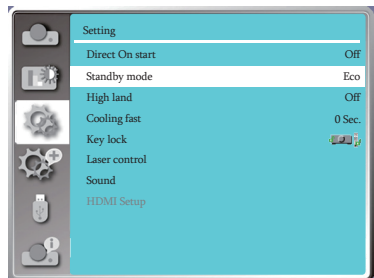 Setting
Direct On start Off
Standby mode Eco
High land Off
Cooling fast 0 Sec.
Key lock
Laser control
Sound
HDMI Setup